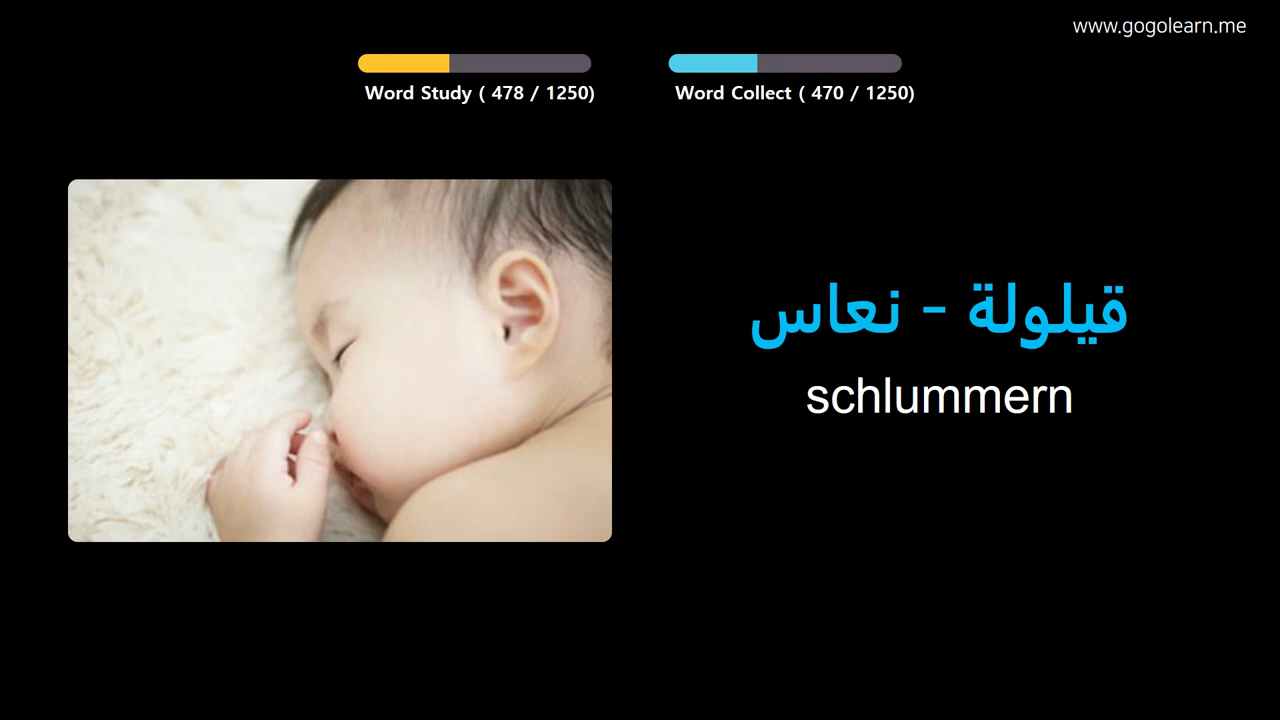 www.gogolearn.me
Word Study ( 478 / 1250)
Word Collect ( 470 / 1250)
قيلولة - نعاس
schlummern